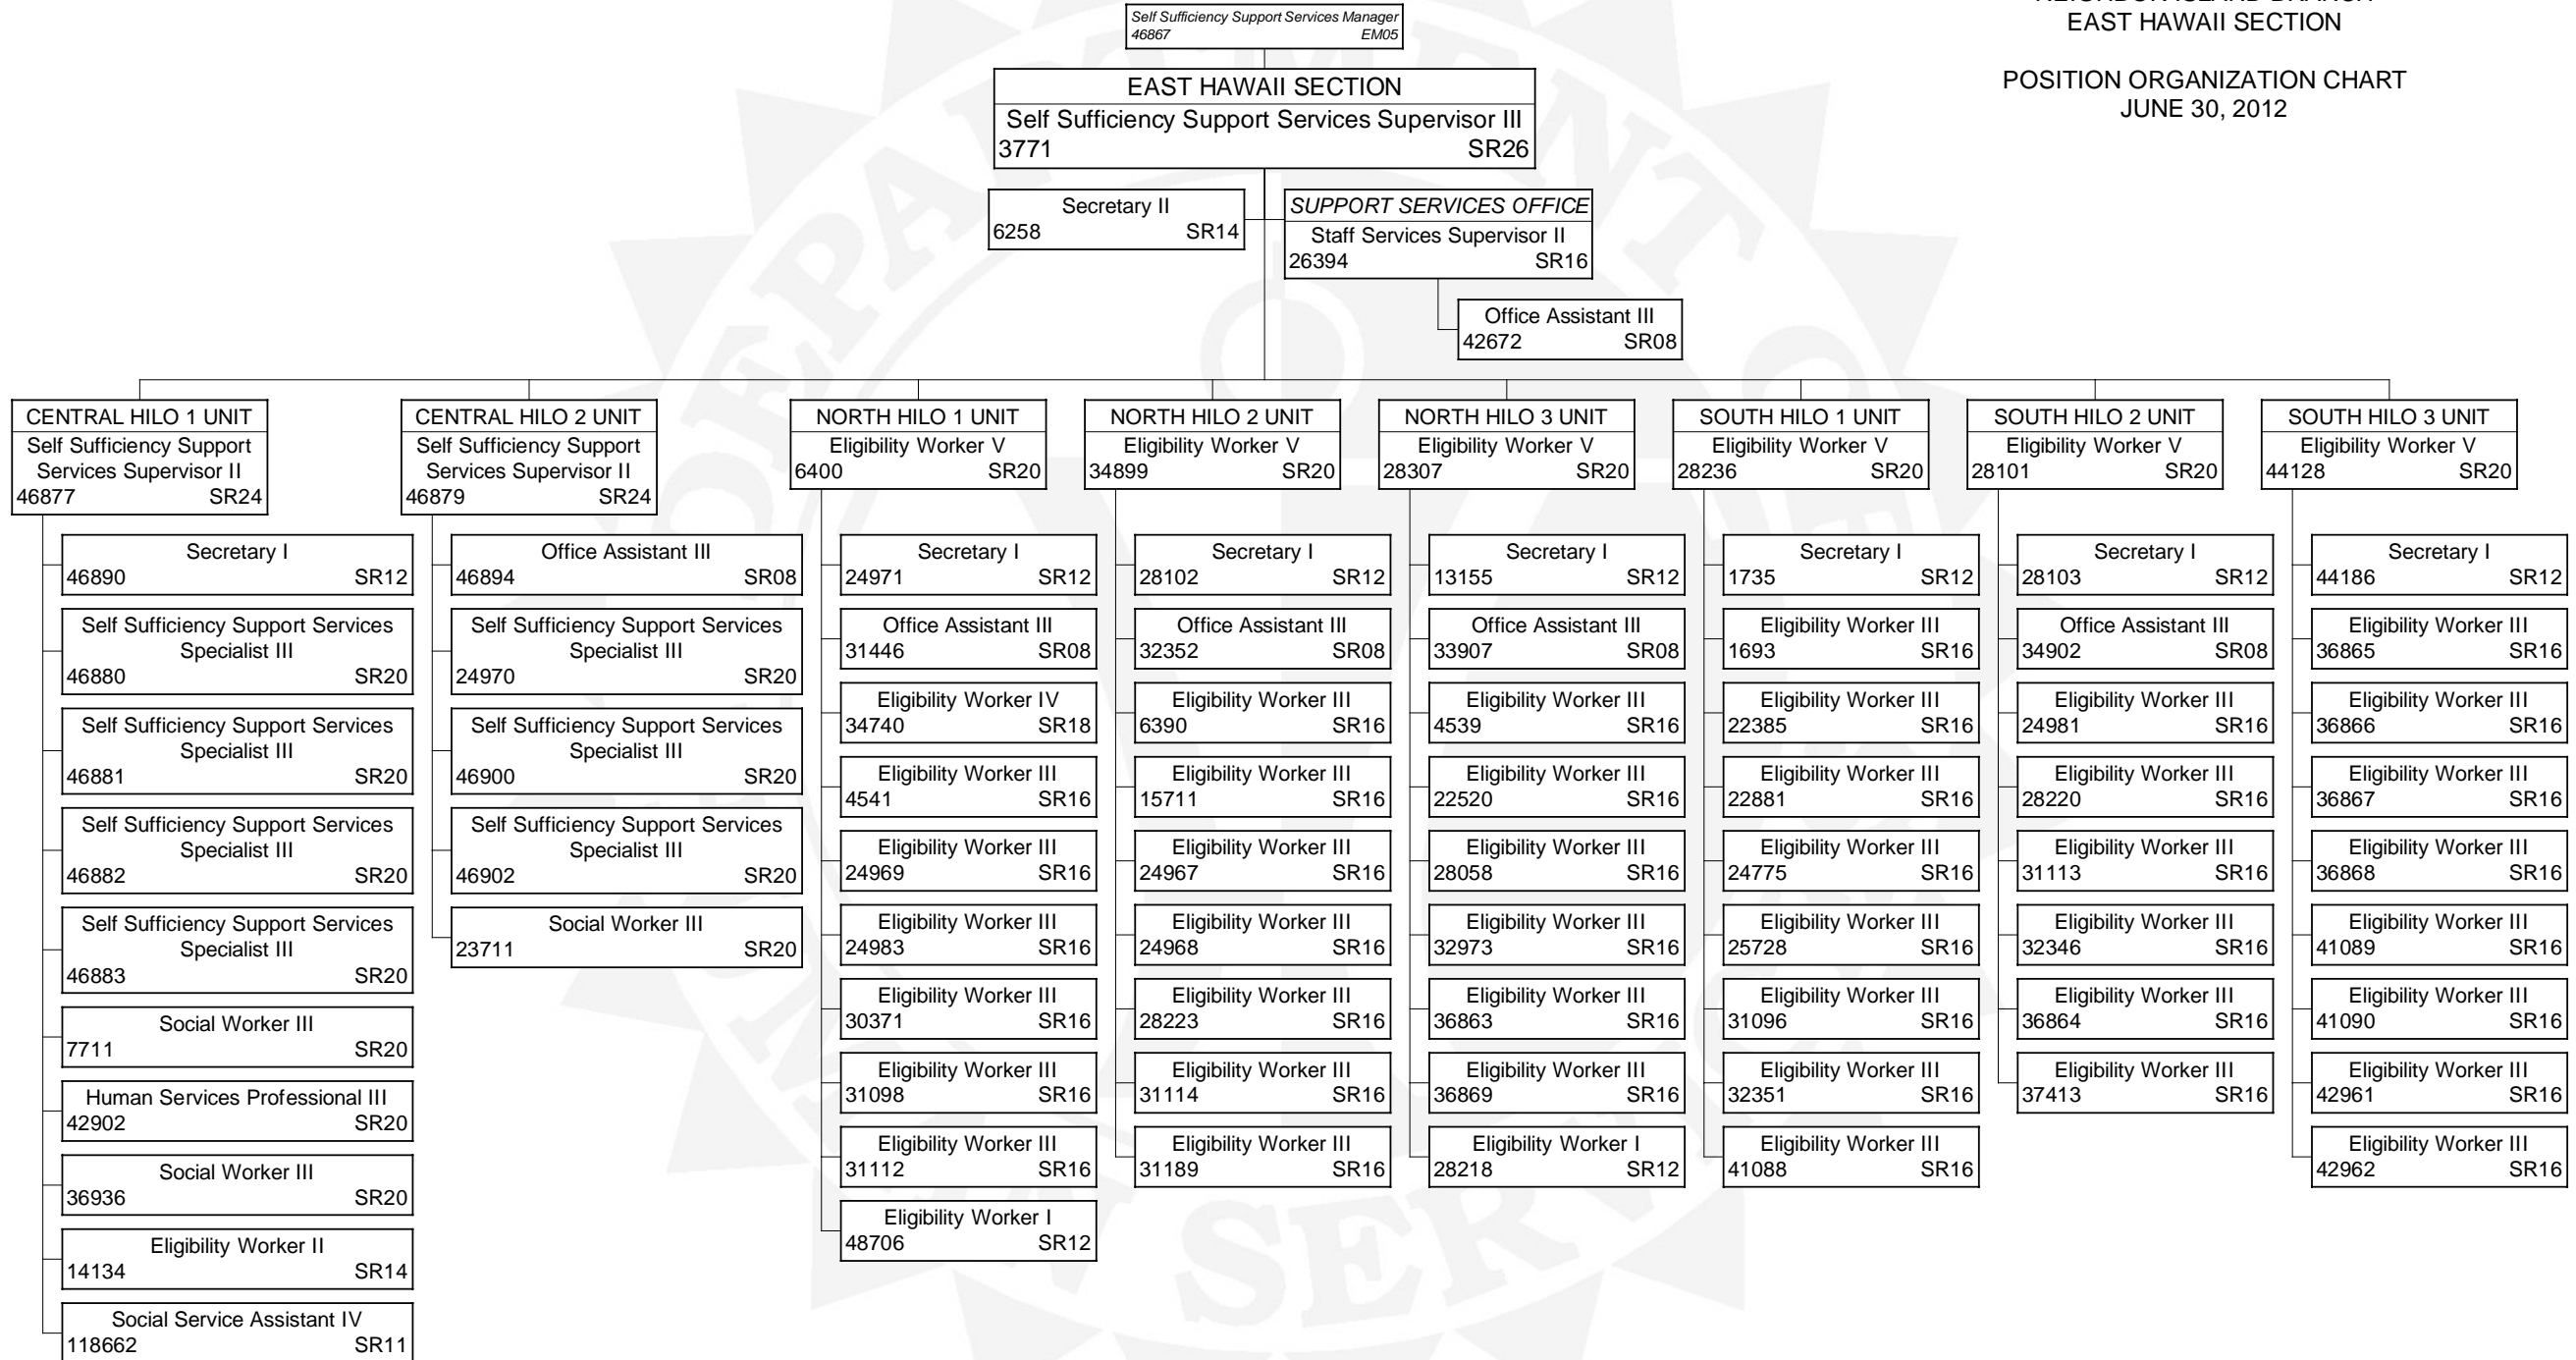 NEIGHBOR ISLAND BRANCH
EAST HAWAII SECTION
POSITION ORGANIZATION CHART
JUNE 30, 2012
Self Sufficiency Support Services Manager
46867 EM05
EAST HAWAII SECTION
Self Sufficiency Support Services Supervisor III
3771 SR26
Secretary II
6258 SR14
SUPPORT SERVICES OFFICE
Staff Services Supervisor II
26394 SR16
Office Assistant III
42672 SR08
CENTRAL HILO 1 UNIT
Self Sufficiency Support
Services Supervisor II
46877 SR24
Secretary I
46890 SR12
Self Sufficiency Support Services
Specialist III
46880 SR20
Self Sufficiency Support Services
Specialist III
46881 SR20
Self Sufficiency Support Services
Specialist III
46882 SR20
Self Sufficiency Support Services
Specialist III
46883 SR20
Social Worker III
7711 SR20
Human Services Professional III
42902 SR20
Social Worker III
36936 SR20
Eligibility Worker II
14134 SR14
Social Service Assistant IV
118662 SR11
CENTRAL HILO 2 UNIT
Self Sufficiency Support
Services Supervisor II
46879 SR24
Office Assistant III
46894 SR08
Self Sufficiency Support Services
Specialist III
24970 SR20
Self Sufficiency Support Services
Specialist III
46900 SR20
Self Sufficiency Support Services
Specialist III
46902 SR20
Social Worker III
23711 SR20
NORTH HILO 1 UNIT
Eligibility Worker V
6400 SR20
Secretary I
24971 SR12
Office Assistant III
31446 SR08
Eligibility Worker IV
34740 SR18
Eligibility Worker III
4541 SR16
Eligibility Worker III
24969 SR16
Eligibility Worker III
24983 SR16
Eligibility Worker III
30371 SR16
Eligibility Worker III
31098 SR16
Eligibility Worker III
31112 SR16
Eligibility Worker I
48706 SR12
NORTH HILO 2 UNIT
Eligibility Worker V
34899 SR20
Secretary I
28102 SR12
Office Assistant III
32352 SR08
Eligibility Worker III
6390 SR16
Eligibility Worker III
15711 SR16
Eligibility Worker III
24967 SR16
Eligibility Worker III
24968 SR16
Eligibility Worker III
28223 SR16
Eligibility Worker III
31114 SR16
Eligibility Worker III
31189 SR16
NORTH HILO 3 UNIT
Eligibility Worker V
28307 SR20
Secretary I
13155 SR12
Office Assistant III
33907 SR08
Eligibility Worker III
4539 SR16
Eligibility Worker III
22520 SR16
Eligibility Worker III
28058 SR16
Eligibility Worker III
32973 SR16
Eligibility Worker III
36863 SR16
Eligibility Worker III
36869 SR16
Eligibility Worker I
28218 SR12
SOUTH HILO 1 UNIT
Eligibility Worker V
28236 SR20
Secretary I
1735 SR12
Eligibility Worker III
1693 SR16
Eligibility Worker III
22385 SR16
Eligibility Worker III
22881 SR16
Eligibility Worker III
24775 SR16
Eligibility Worker III
25728 SR16
Eligibility Worker III
31096 SR16
Eligibility Worker III
32351 SR16
Eligibility Worker III
41088 SR16
SOUTH HILO 2 UNIT
Eligibility Worker V
28101 SR20
Secretary I
28103 SR12
Office Assistant III
34902 SR08
Eligibility Worker III
24981 SR16
Eligibility Worker III
28220 SR16
Eligibility Worker III
31113 SR16
Eligibility Worker III
32346 SR16
Eligibility Worker III
36864 SR16
Eligibility Worker III
37413 SR16
SOUTH HILO 3 UNIT
Eligibility Worker V
44128 SR20
Secretary I
44186 SR12
Eligibility Worker III
36865 SR16
Eligibility Worker III
36866 SR16
Eligibility Worker III
36867 SR16
Eligibility Worker III
36868 SR16
Eligibility Worker III
41089 SR16
Eligibility Worker III
41090 SR16
Eligibility Worker III
42961 SR16
Eligibility Worker III
42962 SR16